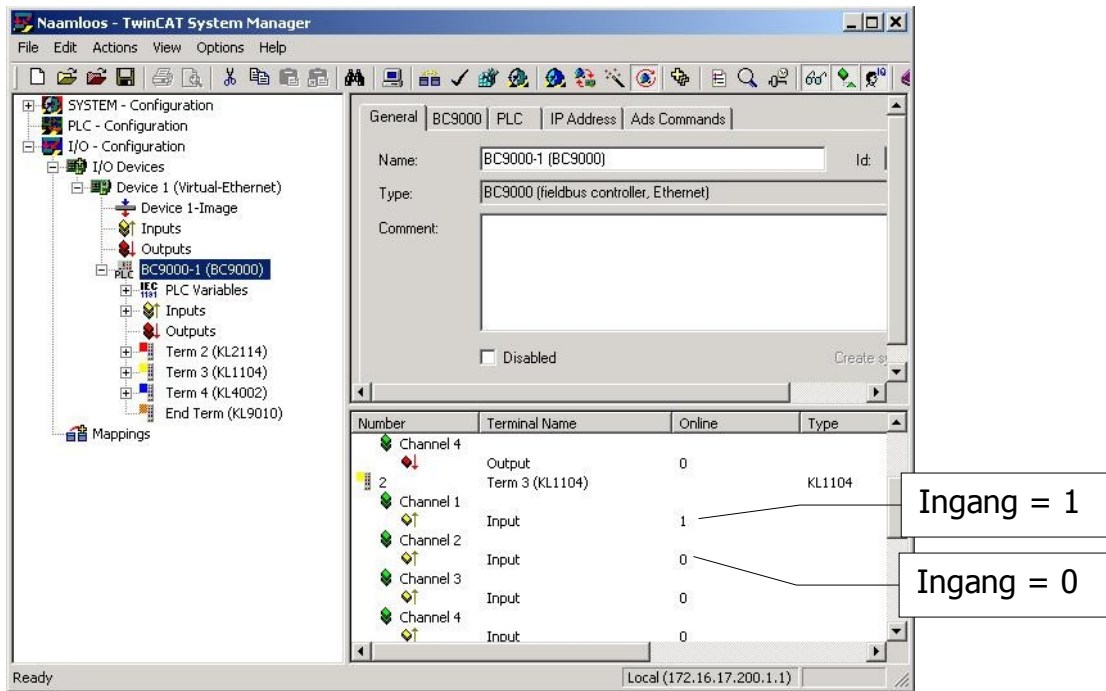 Naamloos - TwinCAT System Manager
File Edit Actions View Options Help
SYSTEM - Configuration
PLC - Configuration
I/O - Configuration
I/O Devices
Device 1 (Virtual-Ethernet)
Device 1-Image
Inputs
Outputs
PLC BC9000-1 (BC9000)
IEC 1131 PLC Variables
Inputs
Outputs
Term 2 (KL2114)
Term 3 (KL1104)
Term 4 (KL4002)
End Term (KL9010)
Mappings
General BC9000 PLC IP Address Ads Commands
Name: BC9000-1 (BC9000) Id:
Type: BC9000 (fieldbus controller, Ethernet)
Comment:
Disabled Create
Number Terminal Name Online Type
Channel 4
Output 0
2 Term 3 (KL1104) KL1104
Channel 1
Input 1
Channel 2
Input 0
Channel 3
Input 0
Channel 4
Input 0
Ingang = 1
Ingang = 0
Ready Local (172.16.17.200.1.1)